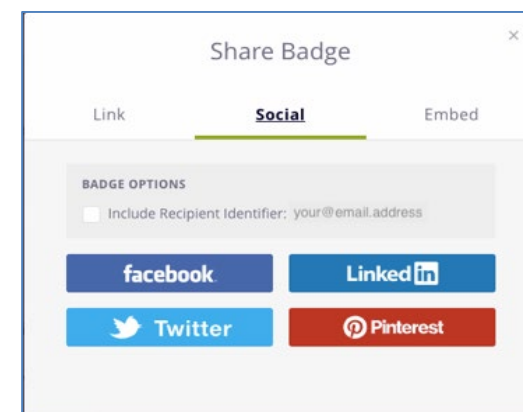 Share Badge
×
Link Social Embed
BADGE OPTIONS
Include Recipient Identifier: your@email.address
facebook. Linked in
Twitter Pinterest